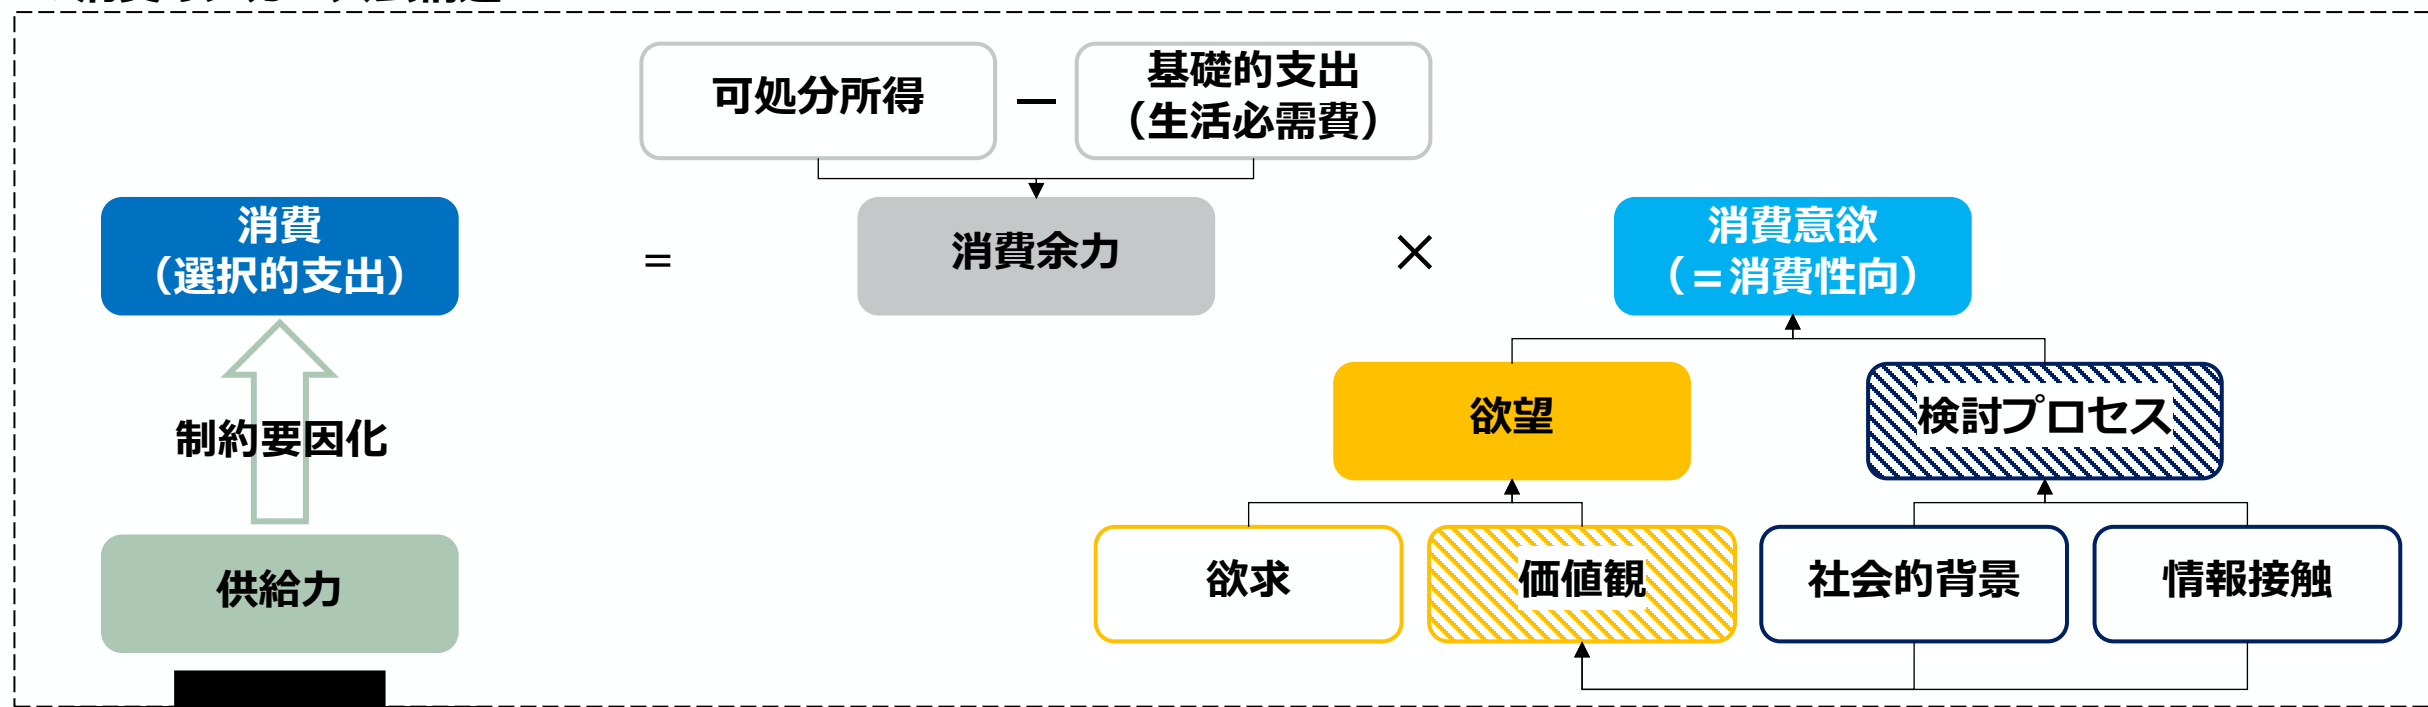 可処分所得
ー
基礎的支出
（生活必需費）
消費
（選択的支出）
＝
消費余力
×
消費意欲
（＝消費性向）
制約要因化
欲望
検討プロセス
供給力
欲求
価値観
社会的背景
情報接触